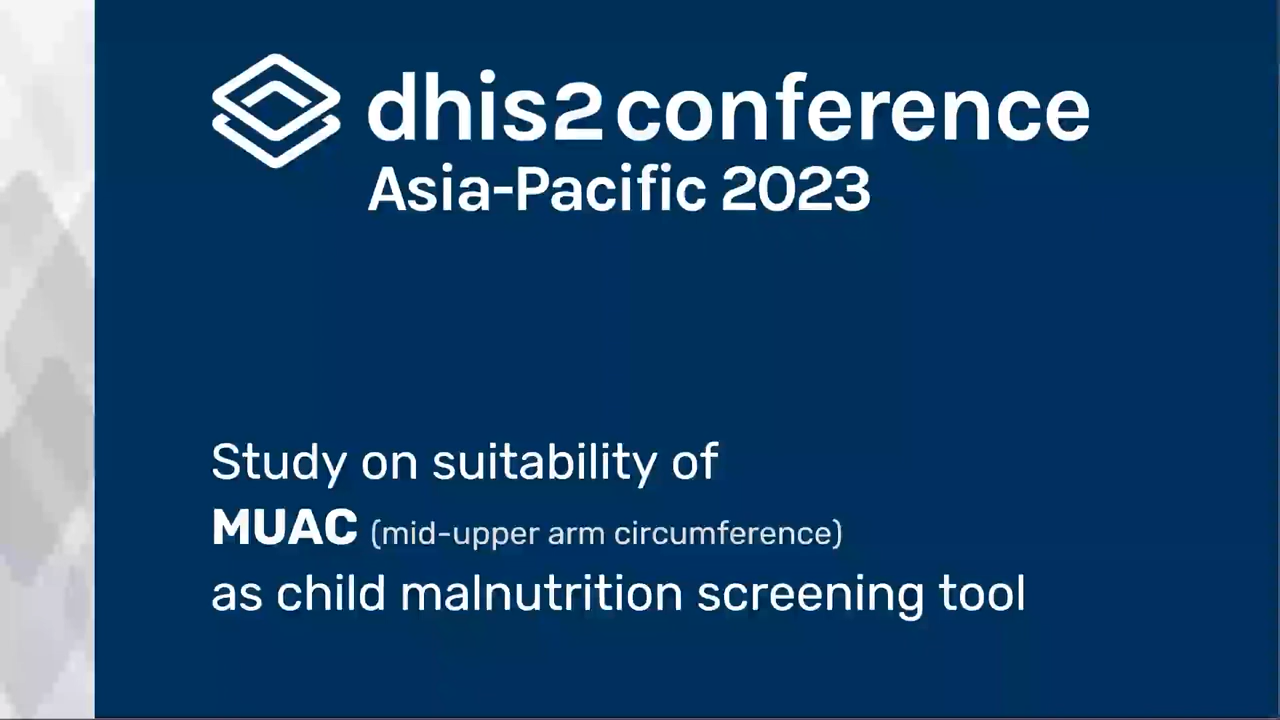 dhis2 conference
Asia-Pacific 2023
Study on suitability of
MUAC (mid-upper arm circumference)
as child malnutrition screening tool